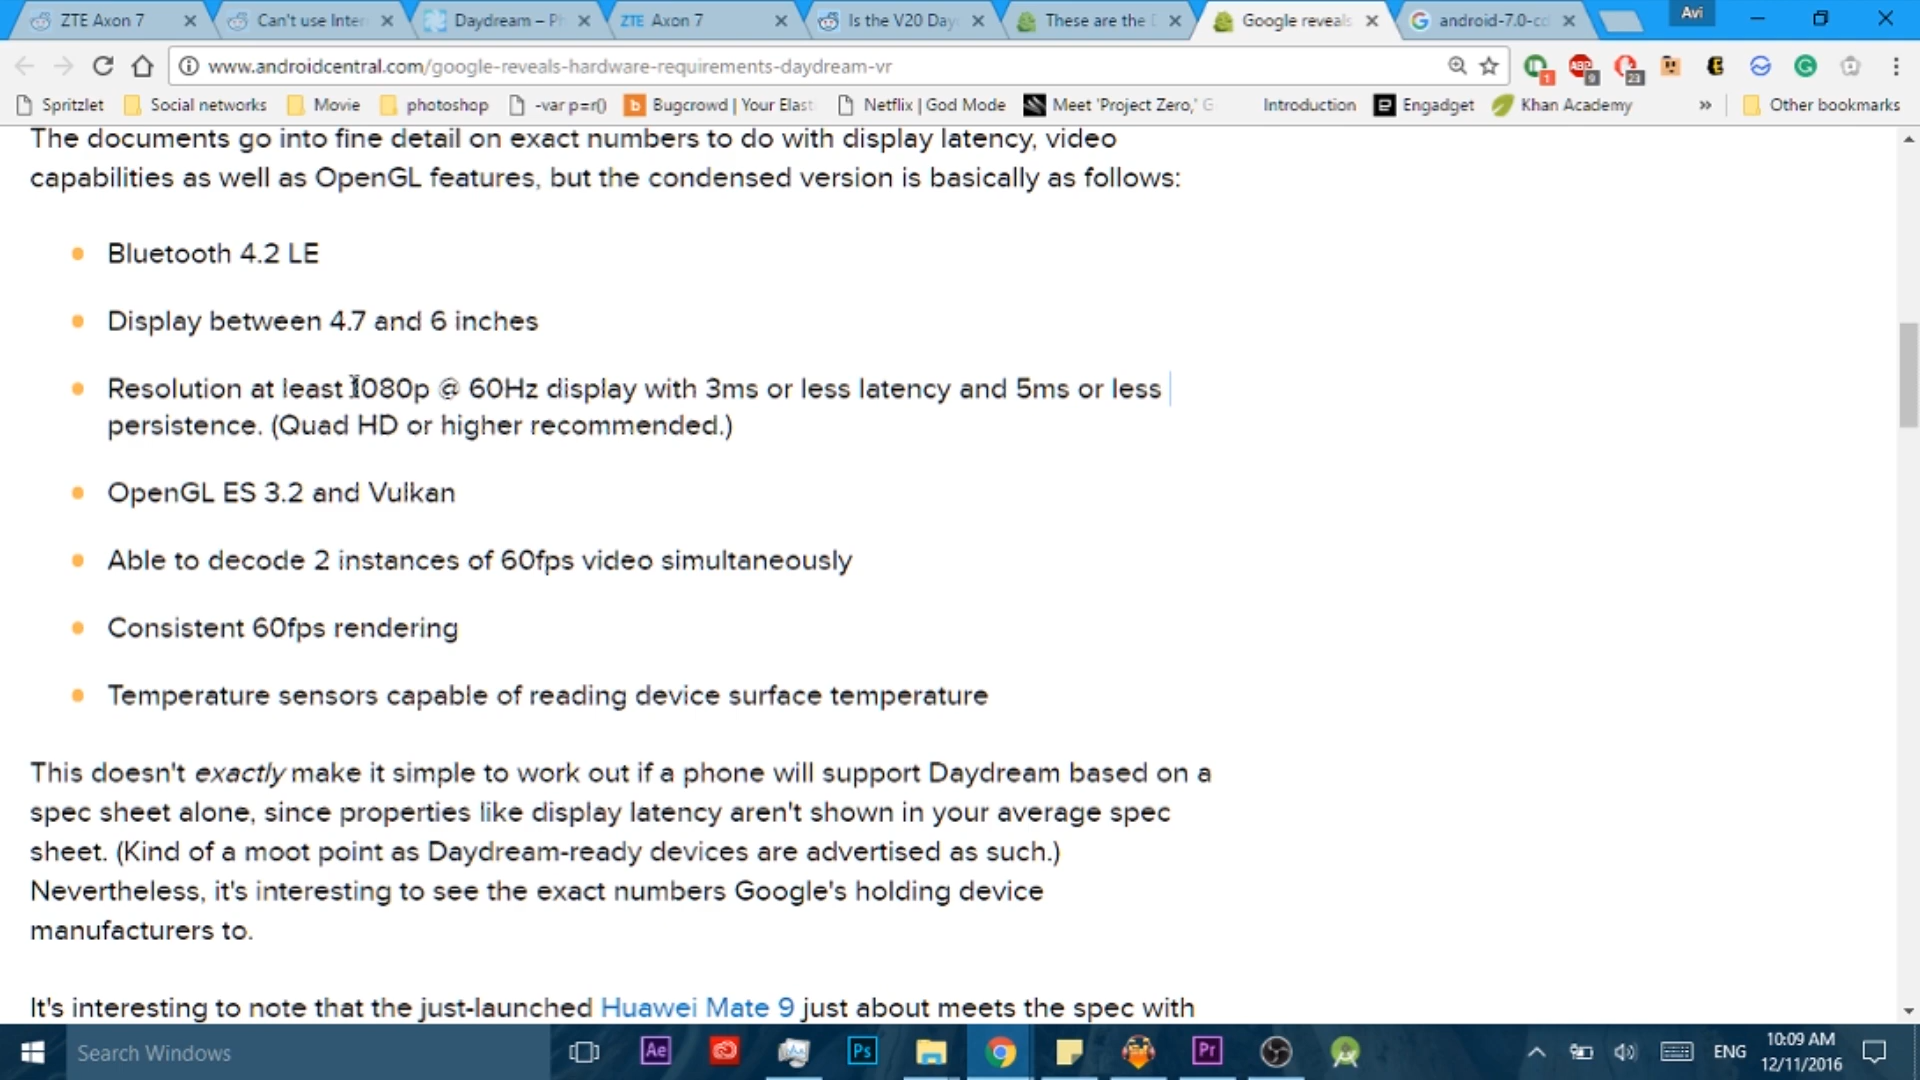 ZTE Axon 7
Can't use Inter
Daydream – Ph
ZTE Axon 7
Is the V20 Day
These are the D
Google reveals
android-7.0-cd
Avi
www.androidcentral.com/google-reveals-hardware-requirements-daydream-vr
1
ABP
9
23
Spritzlet
Social networks
Movie
photoshop
-var p=r()
Bugcrowd | Your Elast
Netflix | God Mode
Meet 'Project Zero,' G
Introduction
Engadget
Khan Academy
»
Other bookmarks
The documents go into fine detail on exact numbers to do with display latency, video
capabilities as well as OpenGL features, but the condensed version is basically as follows:
Bluetooth 4.2 LE
Display between 4.7 and 6 inches
Resolution at least 1080p @ 60Hz display with 3ms or less latency and 5ms or less
persistence. (Quad HD or higher recommended.)
OpenGL ES 3.2 and Vulkan
Able to decode 2 instances of 60fps video simultaneously
Consistent 60fps rendering
Temperature sensors capable of reading device surface temperature
This doesn't exactly make it simple to work out if a phone will support Daydream based on a
spec sheet alone, since properties like display latency aren't shown in your average spec
sheet. (Kind of a moot point as Daydream-ready devices are advertised as such.)
Nevertheless, it's interesting to see the exact numbers Google's holding device
manufacturers to.
It's interesting to note that the just-launched Huawei Mate 9 just about meets the spec with
Search Windows
Ae
Ps
Pr
ENG
10:09 AM
12/11/2016